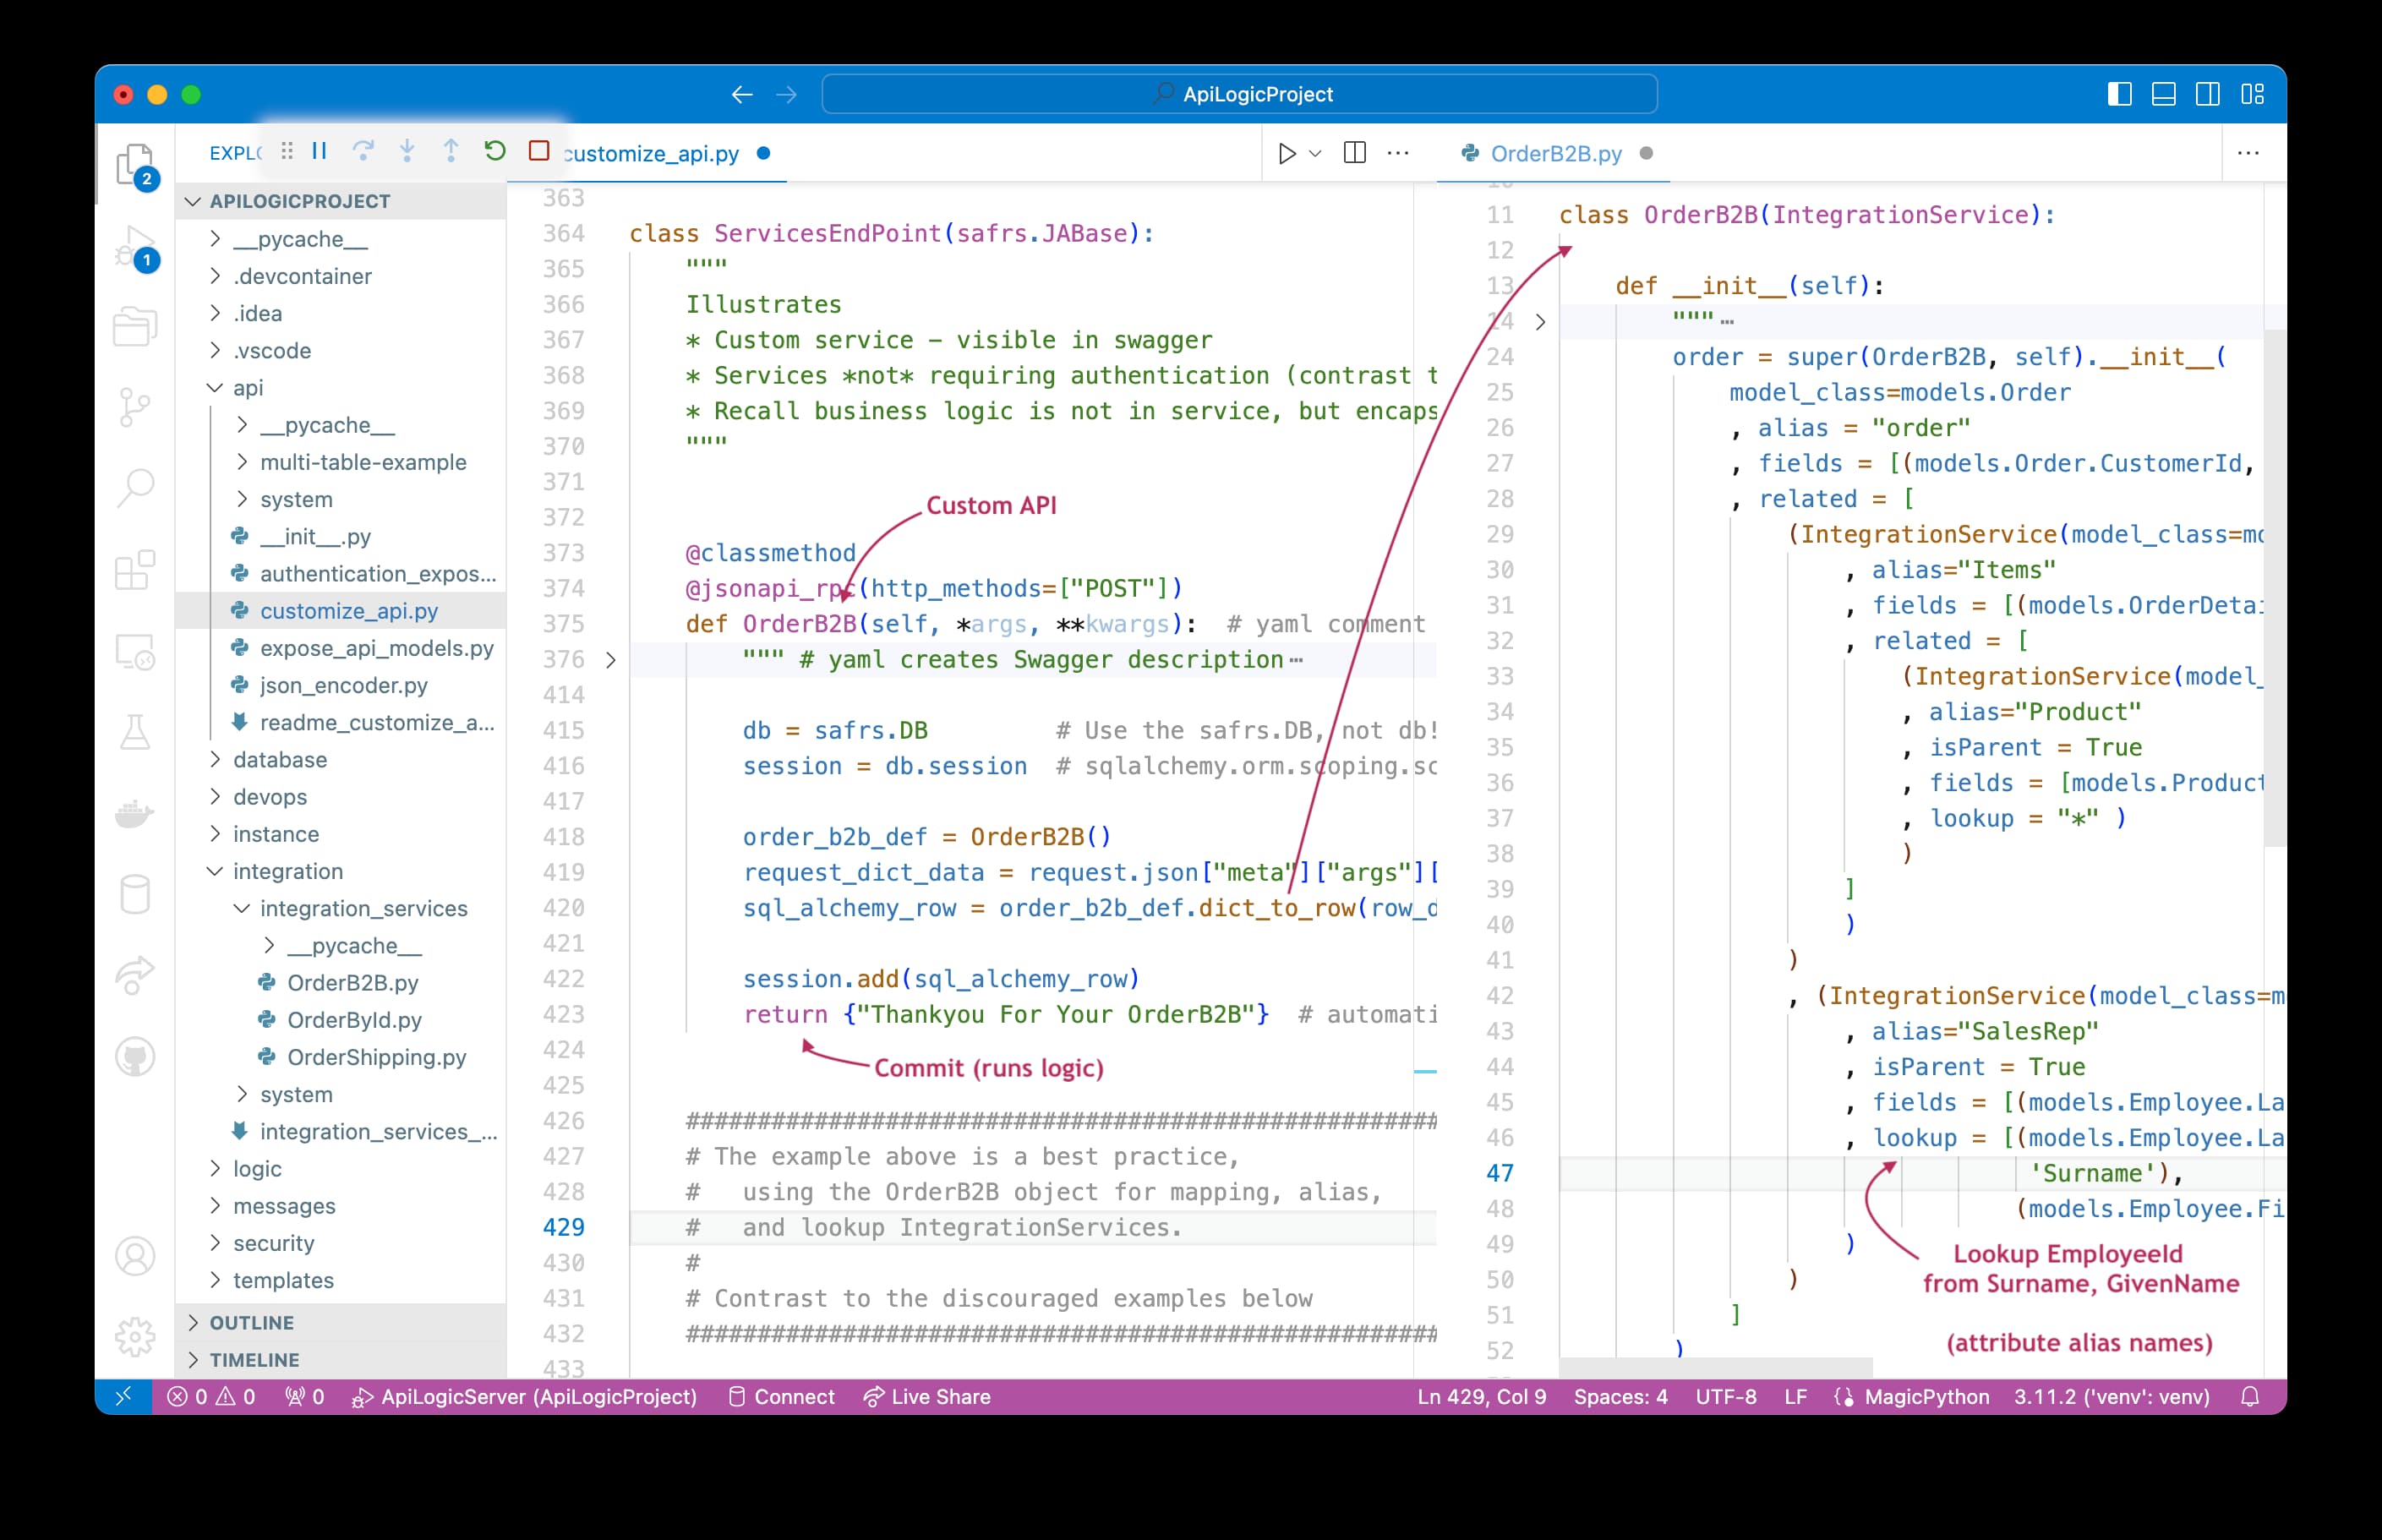 ApiLogicProject
EXPL
customize_api.py
OrderB2B.py
2
1
APILOGICPROJECT
__pycache__
.devcontainer
.idea
.vscode
api
__pycache__
multi-table-example
system
__init__.py
authentication_expos...
customize_api.py
expose_api_models.py
json_encoder.py
readme_customize_a...
database
devops
instance
integration
integration_services
__pycache__
OrderB2B.py
OrderById.py
OrderShipping.py
system
integration_services_...
logic
messages
security
templates
OUTLINE
TIMELINE
363
364 class ServicesEndPoint(safrs.JABase):
365 """
366 Illustrates
367 * Custom service – visible in swagger
368 * Services *not* requiring authentication (contrast t
369 * Recall business logic is not in service, but encaps
370 """
371
372
Custom API
373 @classmethod
374 @jsonapi_rpc(http_methods=["POST"])
375 def OrderB2B(self, *args, **kwargs):  # yaml comment
376 """ # yaml creates Swagger description…
414
415 db = safrs.DB         # Use the safrs.DB, not db!
416 session = db.session  # sqlalchemy.orm.scoping.sc
417
418 order_b2b_def = OrderB2B()
419 request_dict_data = request.json["meta"]["args"][
420 sql_alchemy_row = order_b2b_def.dict_to_row(row_d
421
422 session.add(sql_alchemy_row)
423 return {"Thankyou For Your OrderB2B"}  # automati
424
Commit (runs logic)
425
426 #####################################################
427 # The example above is a best practice,
428 #   using the OrderB2B object for mapping, alias,
429 #   and lookup IntegrationServices.
430 #
431 # Contrast to the discouraged examples below
432 #####################################################
433
11 class OrderB2B(IntegrationService):
12
13 def __init__(self):
14 """…
24 order = super(OrderB2B, self).__init__(
25 model_class=models.Order
26 , alias = "order"
27 , fields = [(models.Order.CustomerId,
28 , related = [
29 (IntegrationService(model_class=mo
30 , alias="Items"
31 , fields = [(models.OrderDetai
32 , related = [
33 (IntegrationService(model_
34 , alias="Product"
35 , isParent = True
36 , fields = [models.Product
37 , lookup = "*" )
38 )
39 ]
40 )
41 )
42 , (IntegrationService(model_class=m
43 , alias="SalesRep"
44 , isParent = True
45 , fields = [(models.Employee.La
46 , lookup = [(models.Employee.La
47 'Surname'),
48 (models.Employee.Fi
49 )
50 )
51 ]
52 )
Lookup EmployeeId
from Surname, GivenName
(attribute alias names)
0 0 0 ApiLogicServer (ApiLogicProject) Connect Live Share Ln 429, Col 9 Spaces: 4 UTF-8 LF MagicPython 3.11.2 ('venv': venv)